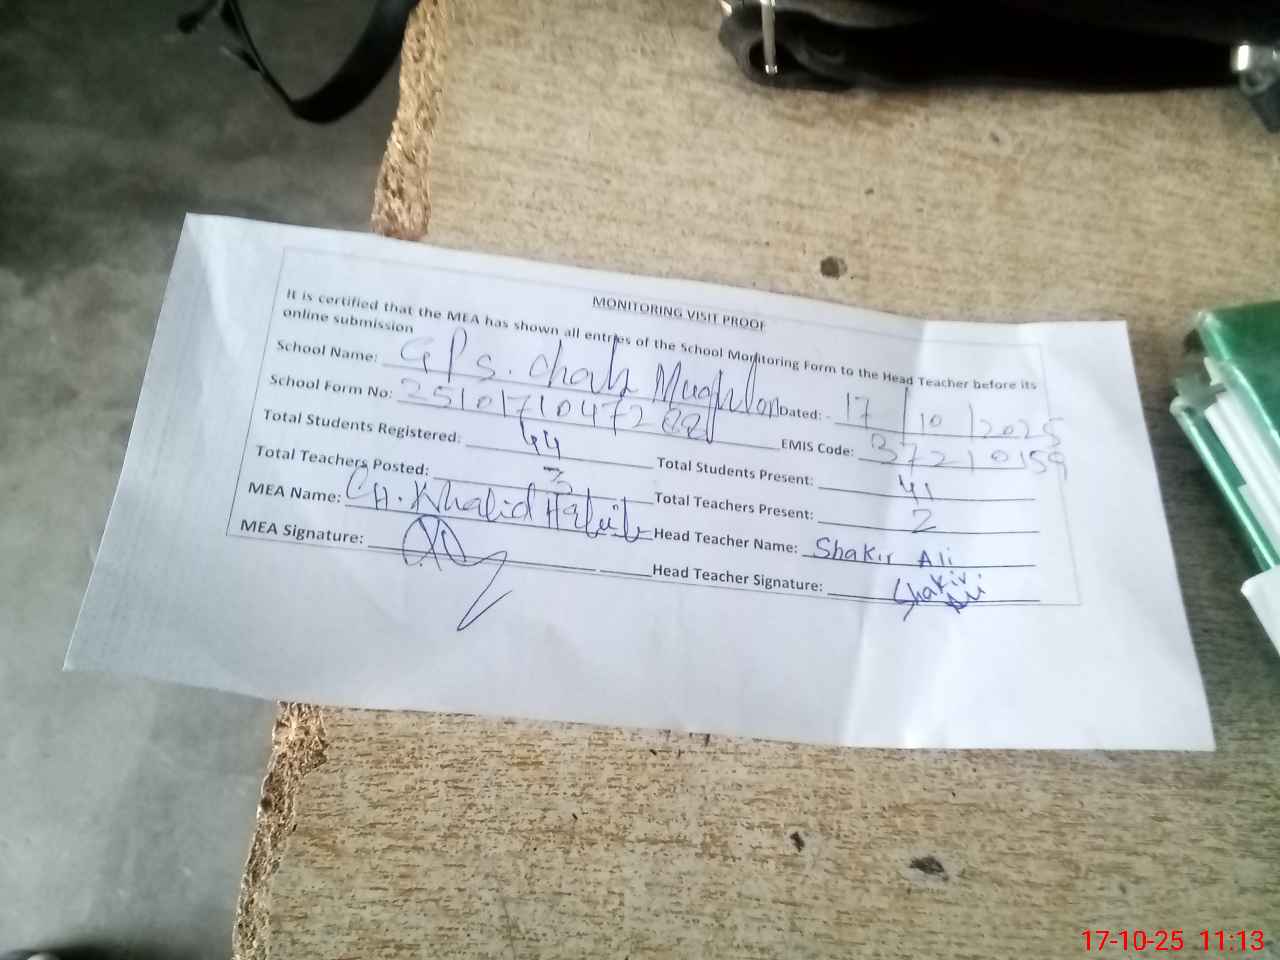 MONITORING VISIT PROOF
It is certified that the MEA has shown all entries of the School Monitoring Form to the Head Teacher before its
online submission
School Name: GPS. chah Mughlan Dated: - 17/10/2025
School Form No: EMIS Code: 37210159
Total Students Registered: 44 Total Students Present: 41
Total Teachers Posted: 3 Total Teachers Present: 2
MEA Name: CH. Khalid Habib Head Teacher Name: Shakir Ali
MEA Signature: Head Teacher Signature: Shakir Ali
17-10-25 11:13